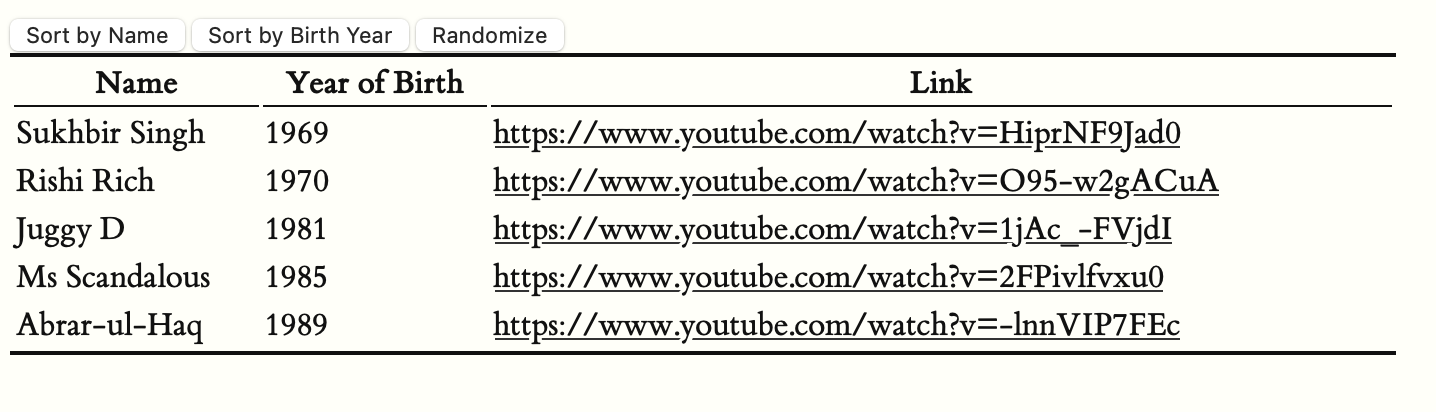 Sort by Name Sort by Birth Year Randomize
Name Year of Birth Link
Sukhbir Singh 1969 https://www.youtube.com/watch?v=HiprNF9Jad0
Rishi Rich 1970 https://www.youtube.com/watch?v=O95-w2gACuA
Juggy D 1981 https://www.youtube.com/watch?v=1jAc_-FVjdI
Ms Scandalous 1985 https://www.youtube.com/watch?v=2FPivlfvxu0
Abrar-ul-Haq 1989 https://www.youtube.com/watch?v=-lnnVIP7FEc